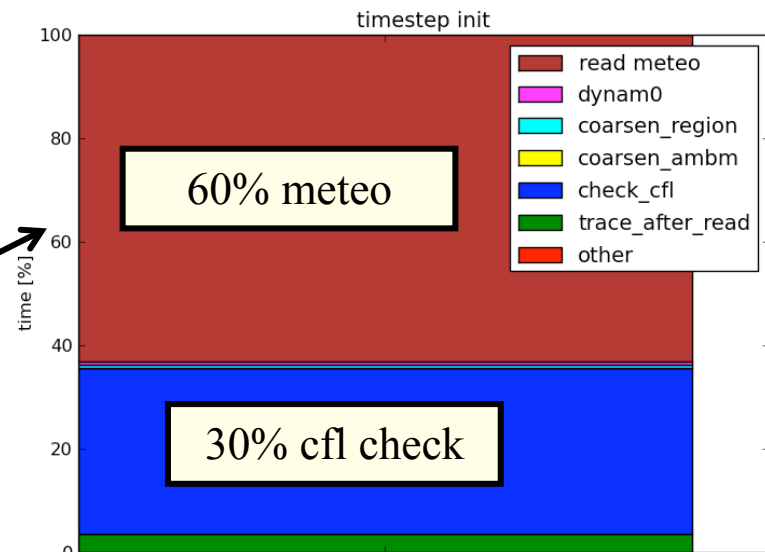 timestep init
100
80
60
40
20
0
time [%]
read meteo
dynam0
coarsen_region
coarsen_ambm
check_cfl
trace_after_read
other
60% meteo
30% cfl check